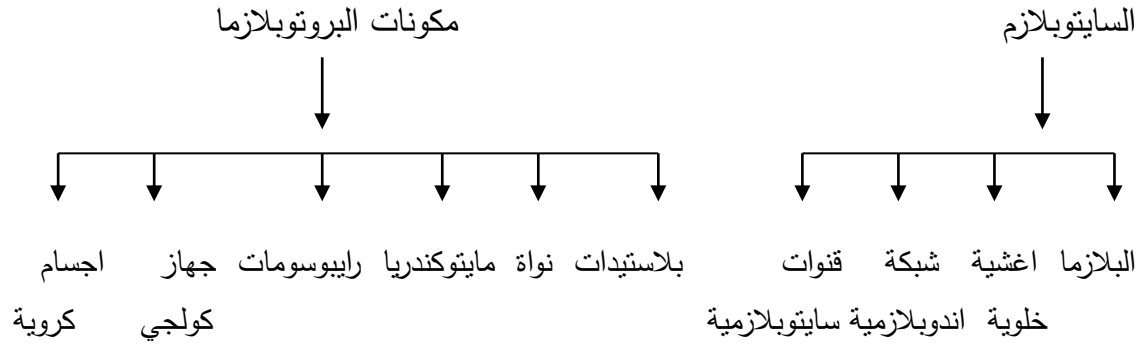 السايتوبلازم مكونات البروتوبلازما
البلازما اغشية شبكة قنوات بلاستيدات نواة مايتوكندريا رايبوسومات جهاز اجسام
خلوية اندوبلازمية سايتوبلازمية كولجي كروية